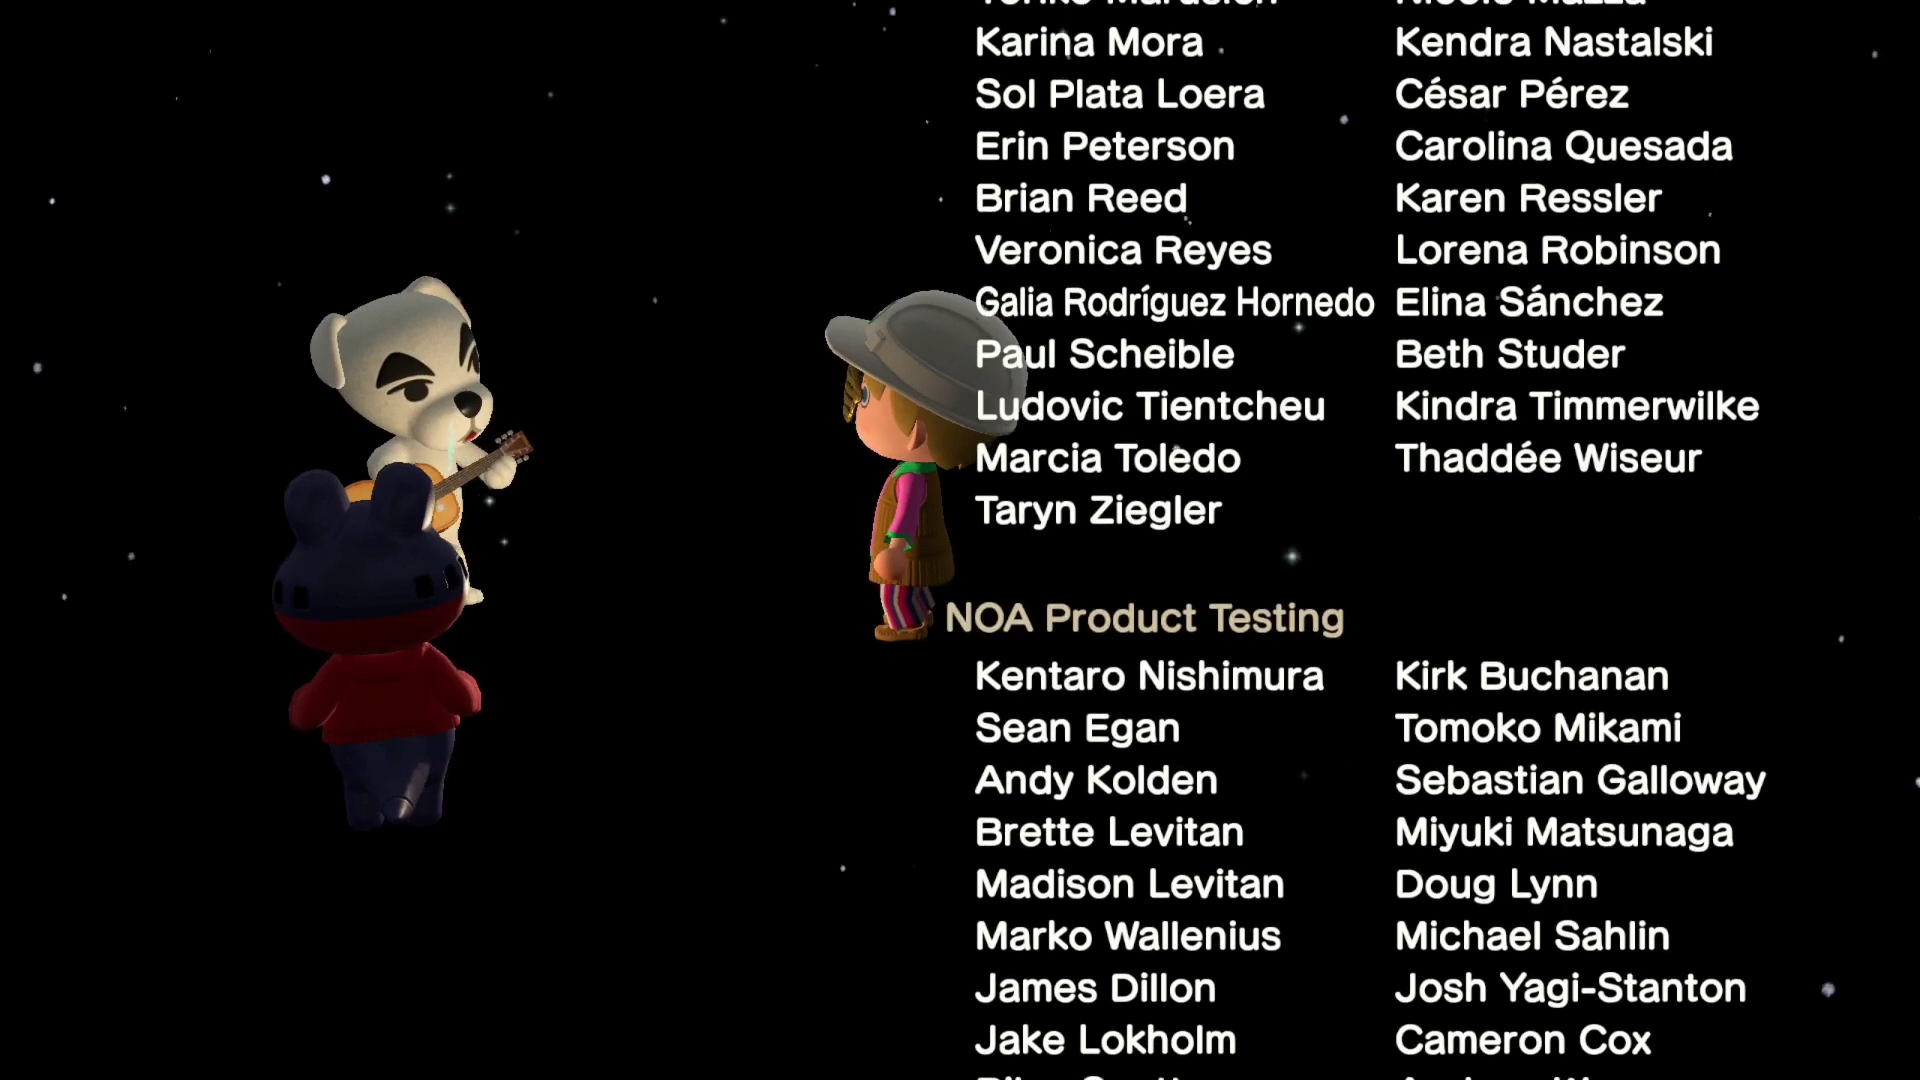 Karina Mora Kendra Nastalski
Sol Plata Loera César Pérez
Erin Peterson Carolina Quesada
Brian Reed Karen Ressler
Veronica Reyes Lorena Robinson
Galia Rodríguez Hornedo Elina Sánchez
Paul Scheible Beth Studer
Ludovic Tientcheu Kindra Timmerwilke
Marcia Toledo Thaddée Wiseur
Taryn Ziegler
NOA Product Testing
Kentaro Nishimura Kirk Buchanan
Sean Egan Tomoko Mikami
Andy Kolden Sebastian Galloway
Brette Levitan Miyuki Matsunaga
Madison Levitan Doug Lynn
Marko Wallenius Michael Sahlin
James Dillon Josh Yagi-Stanton
Jake Lokholm Cameron Cox